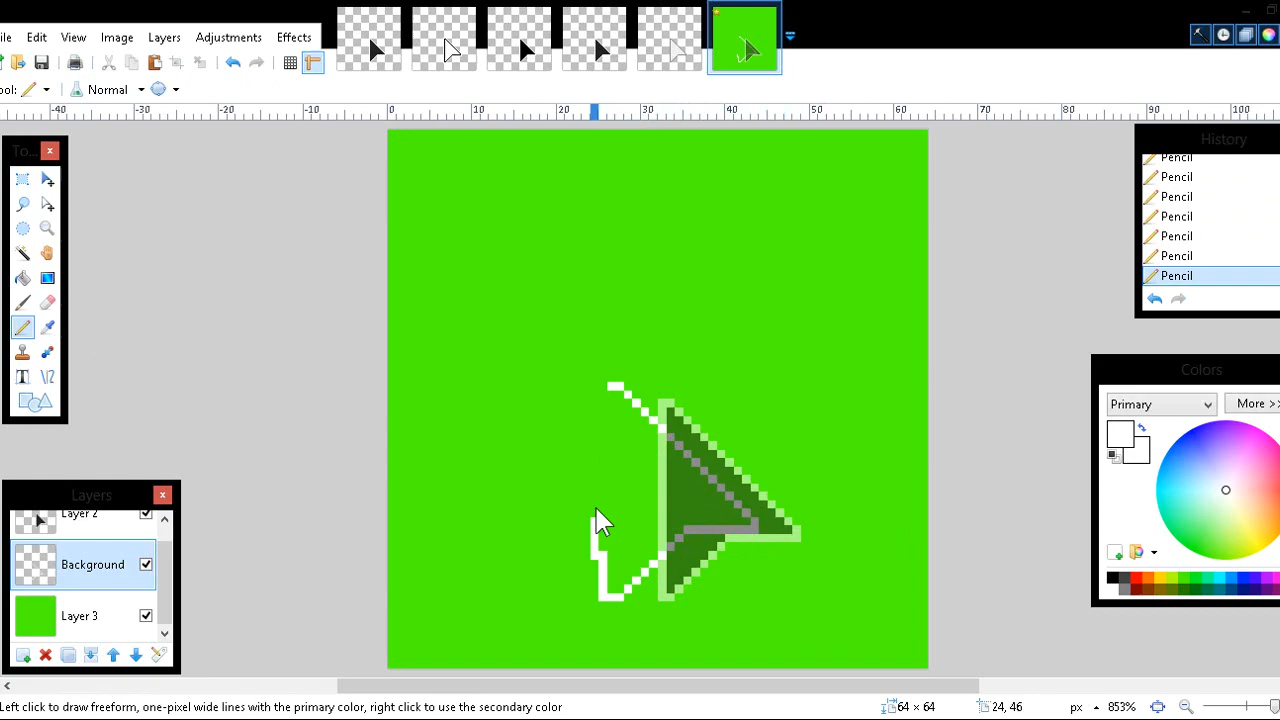 le Edit View Image Layers Adjustments Effects
ool: Normal
-40 -30 -20 -10 0 10 20 30 40 50 60 70 80 90 100
To...
History
Pencil
Pencil
Pencil
Pencil
Pencil
Pencil
Pencil
Colors
Primary More >>
Layers
Layer 2
Background
Layer 3
Left click to draw freeform, one-pixel wide lines with the primary color, right click to use the secondary color 64 × 64 24, 46 px 853%